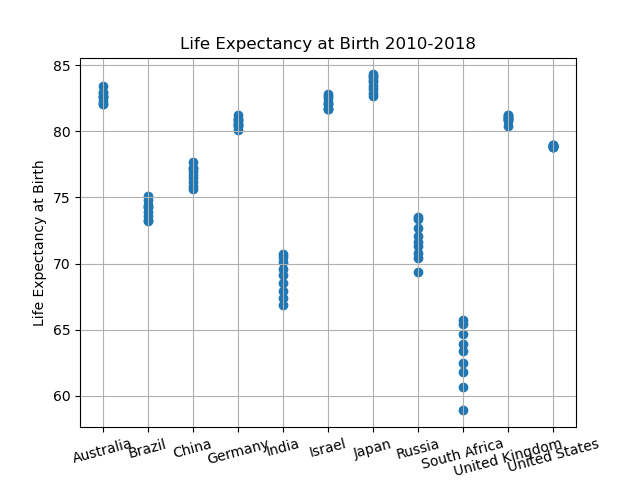 Life Expectancy at Birth 2010-2018
Life Expectancy at Birth
85
80
75
70
65
60
Australia
Brazil
China
Germany
India
Israel
Japan
Russia
South Africa
United Kingdom
United States